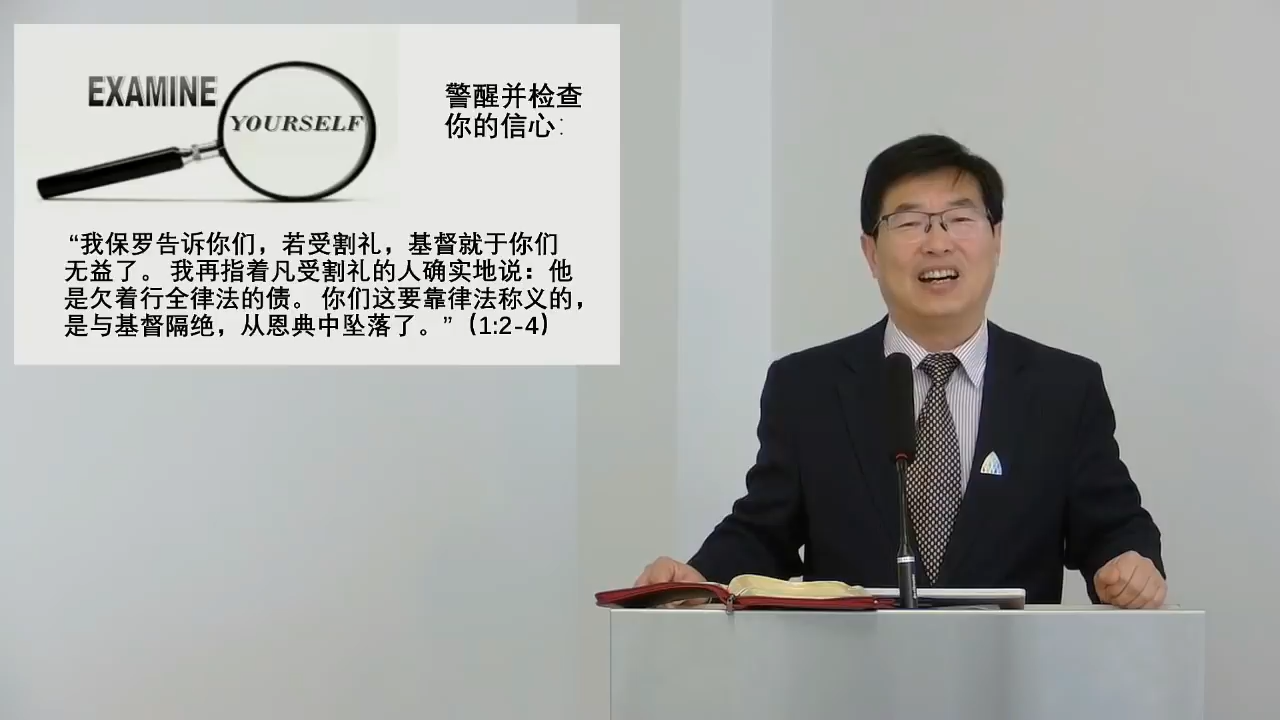 EXAMINE
YOURSELF
警醒并检查
你的信心:
“我保罗告诉你们，若受割礼，基督就于你们
无益了。 我再指着凡受割礼的人确实地说：他
是欠着行全律法的债。 你们这要靠律法称义的，
是与基督隔绝，从恩典中坠落了。”（1:2-4）